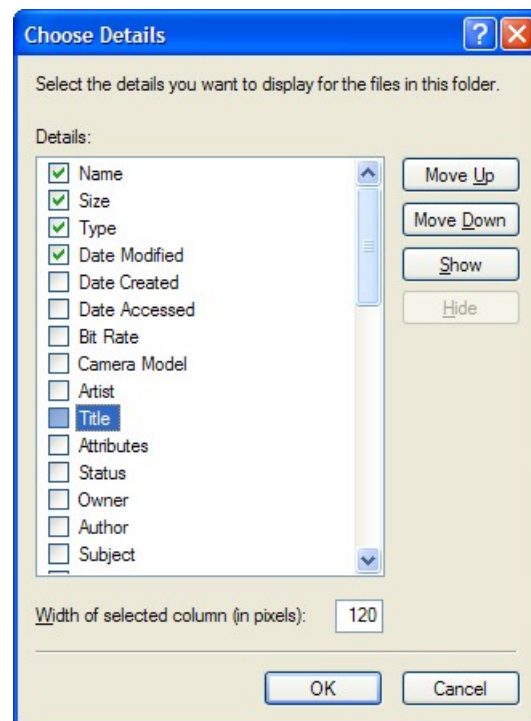 Choose Details
Select the details you want to display for the files in this folder.
Details:
Name
Size
Type
Date Modified
Date Created
Date Accessed
Bit Rate
Camera Model
Artist
Title
Attributes
Status
Owner
Author
Subject
Move Up
Move Down
Show
Hide
Width of selected column (in pixels): 120
OK Cancel